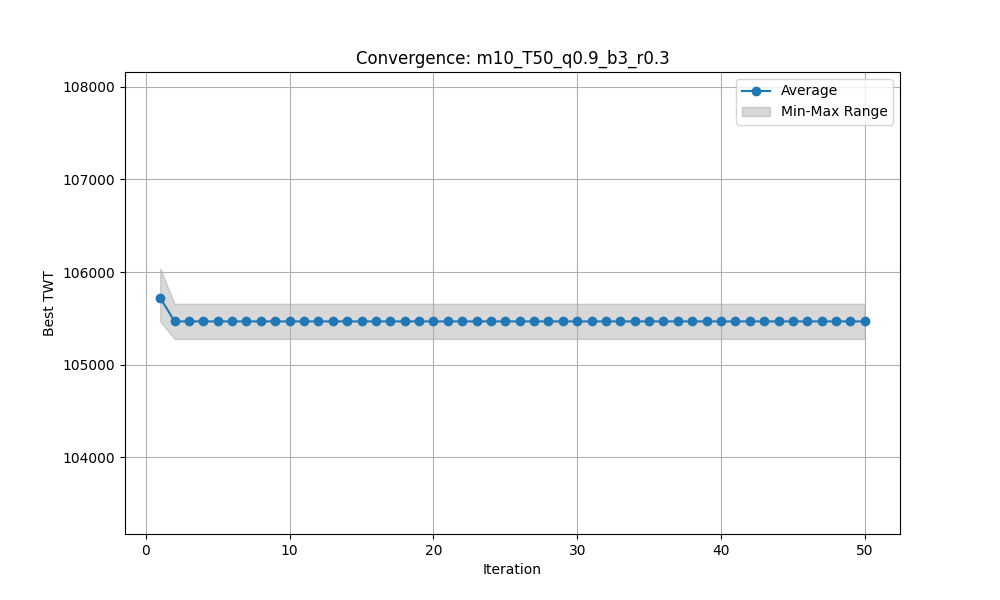 Convergence: m10_T50_q0.9_b3_r0.3
Average
Min-Max Range
Best TWT
108000
107000
106000
105000
104000
0 10 20 30 40 50
Iteration